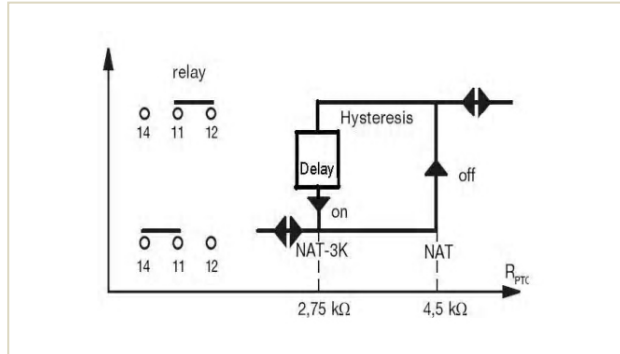 relay
14 11 12
Hysteresis
Delay
off
on
14 11 12
NAT-3K
NAT
R_PTC
2,75 kΩ
4,5 kΩ